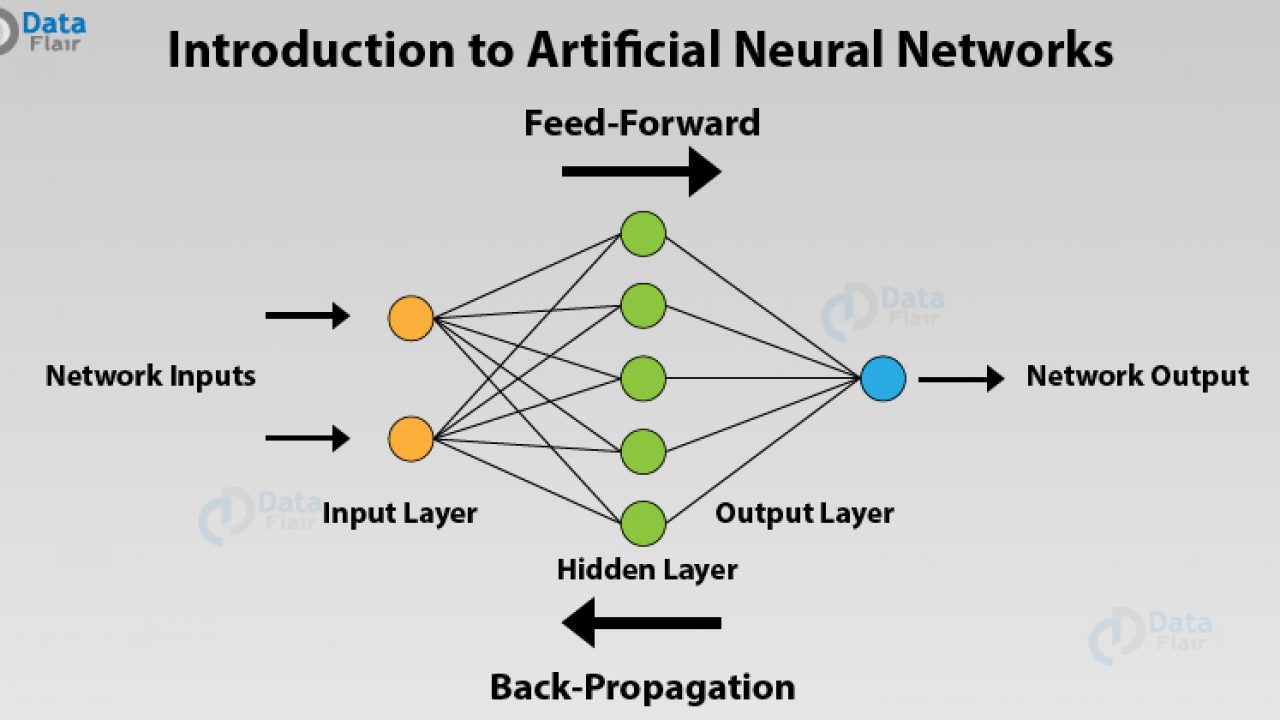 Data
Flair
Introduction to Artificial Neural Networks
Feed-Forward
Data
Flair
Network Inputs
Network Output
Data
Flair
Input Layer
Output Layer
Hidden Layer
Data
Flair
Back-Propagation